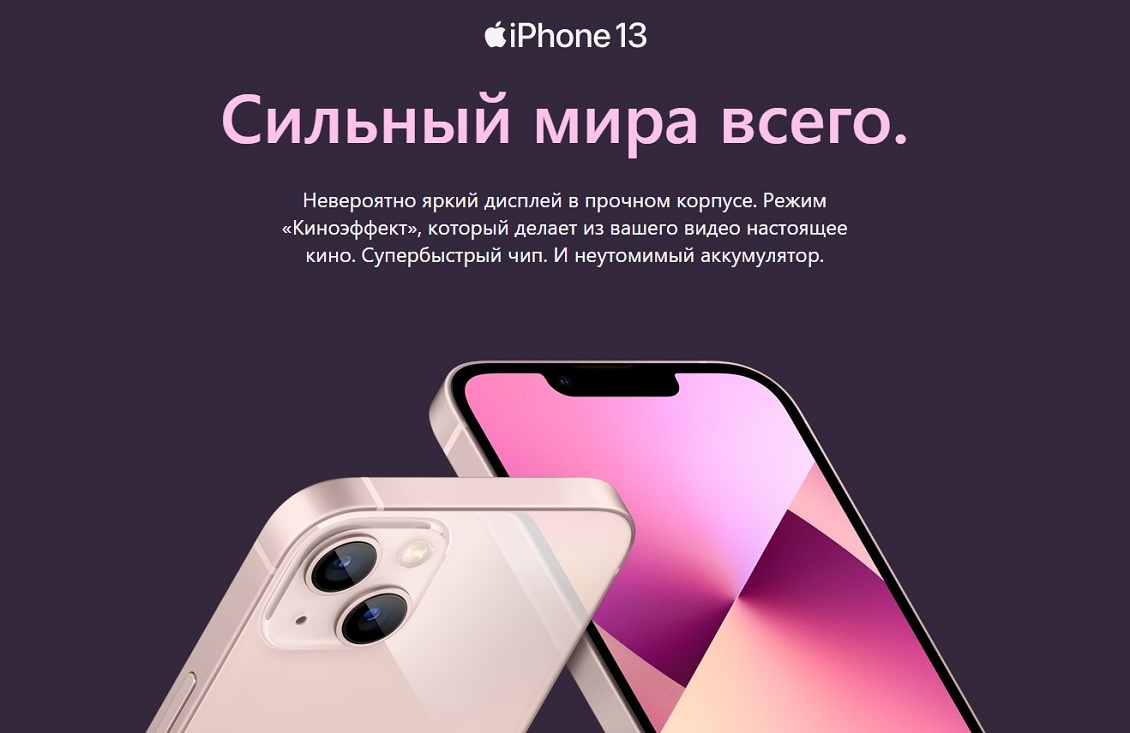 iPhone 13
Сильный мира всего.
Невероятно яркий дисплей в прочном корпусе. Режим
«Киноэффект», который делает из вашего видео настоящее
кино. Супербыстрый чип. И неутомимый аккумулятор.